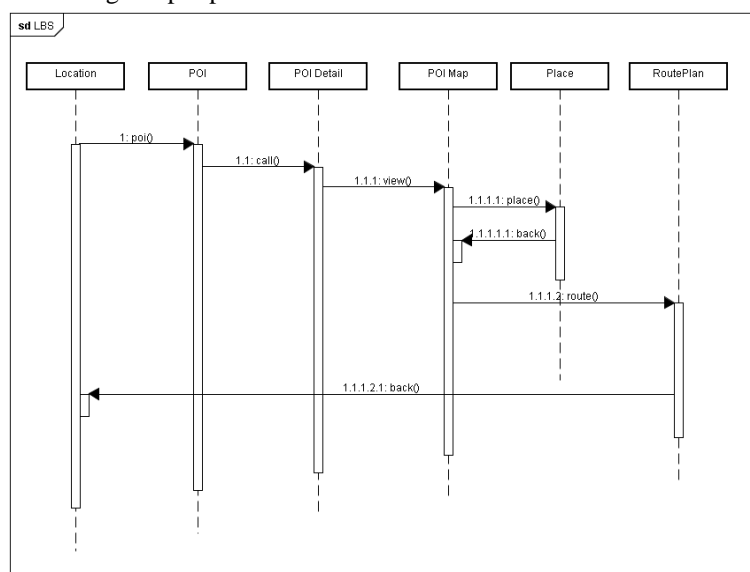 sd LBS
Location POI POI Detail POI Map Place RoutePlan
1: poi()
1.1: call()
1.1.1: view()
1.1.1.1: place()
1.1.1.1.1: back()
1.1.1.2: route()
1.1.1.2.1: back()